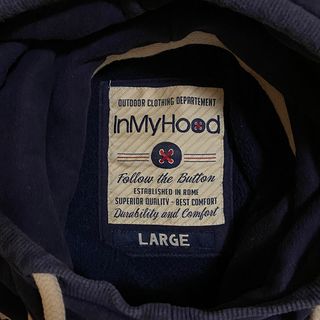 OUTDOOR CLOTHING DEPARTEMENT
InMyHood
Follow the Button
ESTABLISHED IN ROME
SUPERIOR QUALITY - BEST COMFORT
Durability and Comfort
LARGE